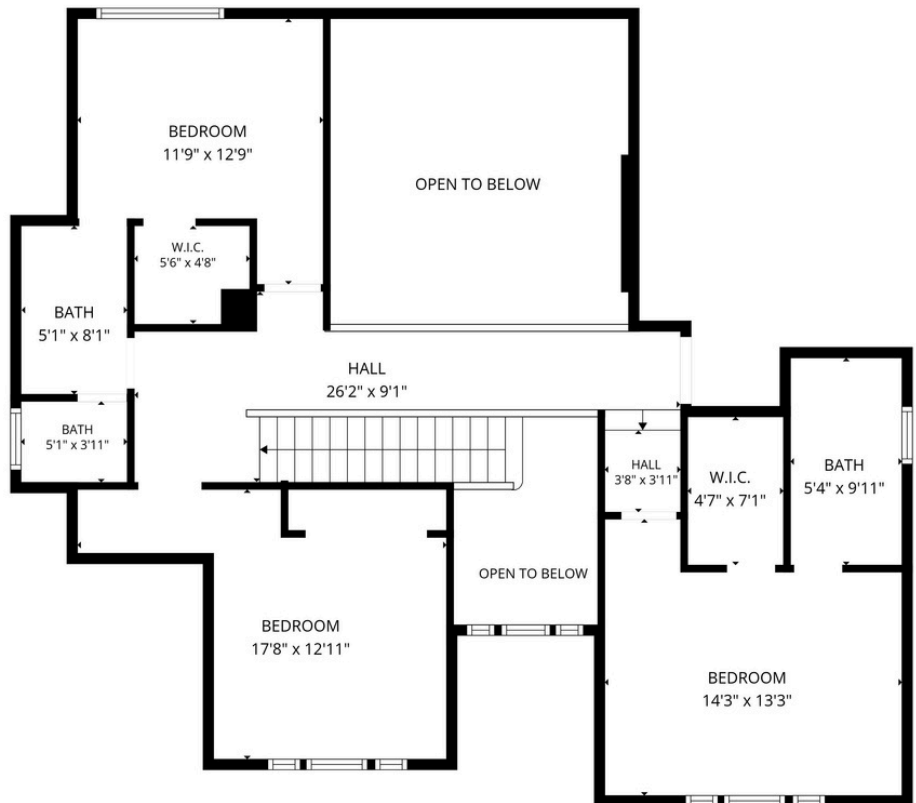 BEDROOM
11'9" x 12'9"
OPEN TO BELOW
W.I.C.
5'6" x 4'8"
BATH
5'1" x 8'1"
HALL
26'2" x 9'1"
BATH
5'1" x 3'11"
HALL
3'8" x 3'11"
W.I.C.
4'7" x 7'1"
BATH
5'4" x 9'11"
OPEN TO BELOW
BEDROOM
17'8" x 12'11"
BEDROOM
14'3" x 13'3"